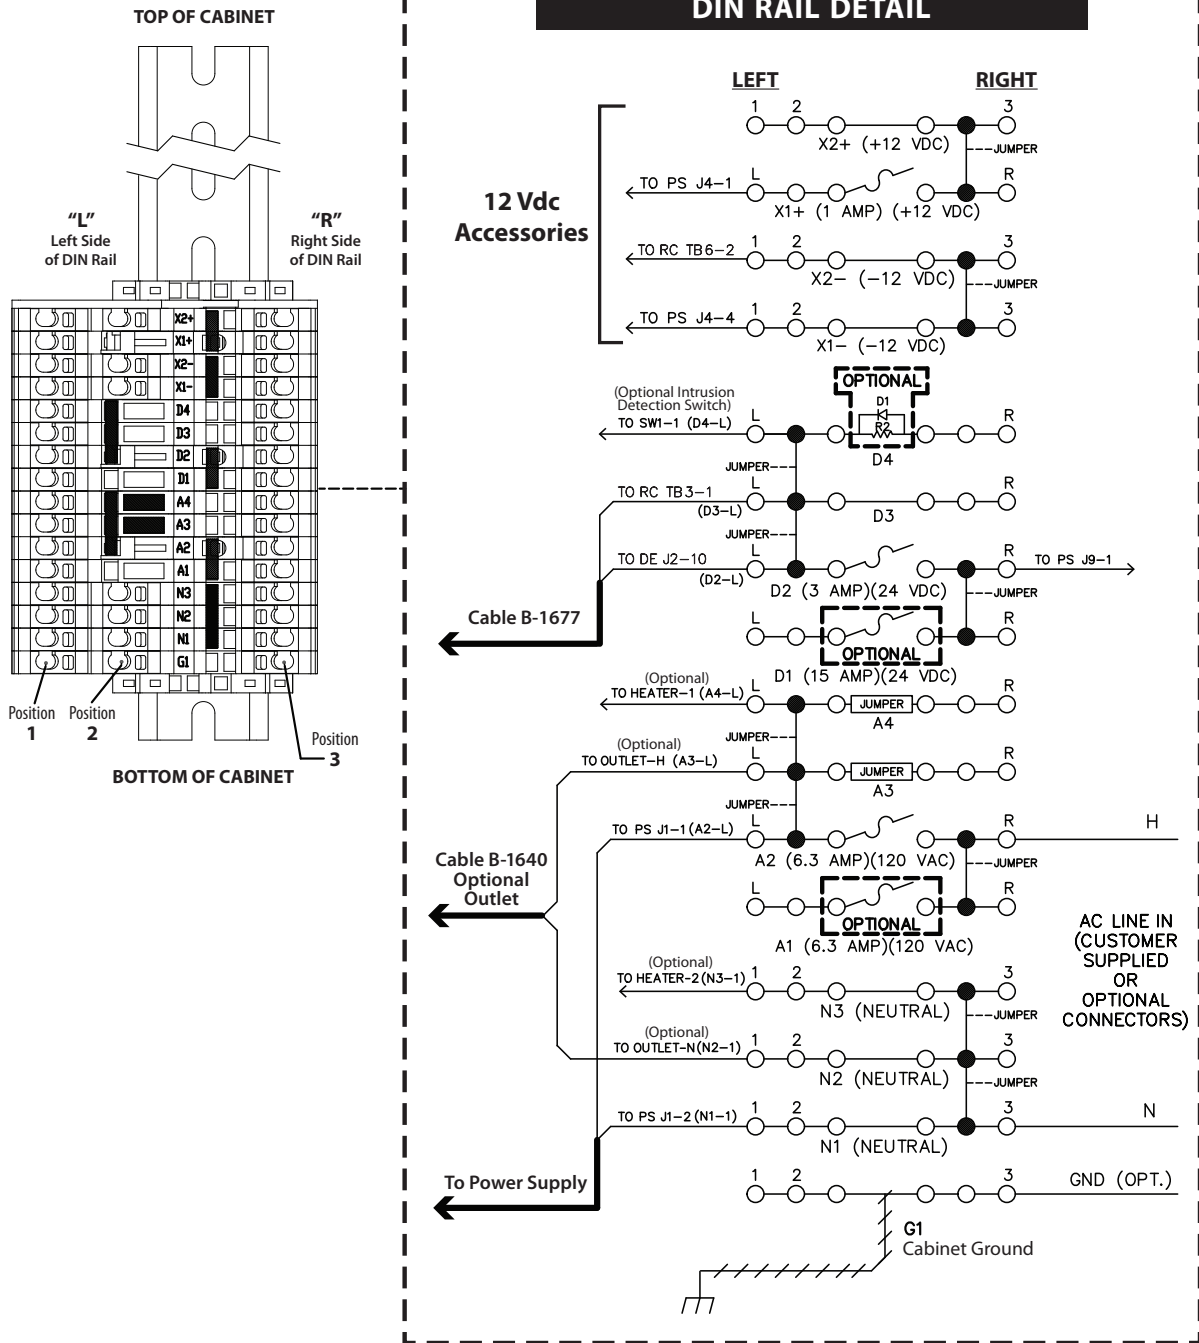 DIN RAIL DETAIL
TOP OF CABINET
"L"
Left Side
of DIN Rail
"R"
Right Side
of DIN Rail
X2+
X1+
X2-
X1-
D4
D3
D2
D1
A4
A3
A2
A1
N3
N2
N1
G1
Position
1
Position
2
Position
3
BOTTOM OF CABINET
LEFT
RIGHT
12 Vdc
Accessories
1 2 3
X2+ (+12 VDC)
JUMPER
TO PS J4-1
L R
X1+ (1 AMP) (+12 VDC)
TO RC TB6-2
1 2 3
X2- (-12 VDC)
JUMPER
TO PS J4-4
1 2 3
X1- (-12 VDC)
OPTIONAL
D1
R2
(Optional Intrusion
Detection Switch)
TO SW1-1 (D4-L)
L R
D4
JUMPER
TO RC TB3-1
(D3-L)
L R
D3
JUMPER
TO DE J2-10
(D2-L)
L R
TO PS J9-1
D2 (3 AMP)(24 VDC)
JUMPER
Cable B-1677
L R
OPTIONAL
D1 (15 AMP)(24 VDC)
(Optional)
TO HEATER-1 (A4-L)
L R
JUMPER
A4
JUMPER
(Optional)
TO OUTLET-H (A3-L)
L R
JUMPER
A3
JUMPER
TO PS J1-1(A2-L)
L R
H
A2 (6.3 AMP)(120 VAC)
JUMPER
Cable B-1640
Optional
Outlet
L R
OPTIONAL
A1 (6.3 AMP)(120 VAC)
AC LINE IN
(CUSTOMER
SUPPLIED
OR
OPTIONAL
CONNECTORS)
(Optional)
TO HEATER-2(N3-1)
1 2 3
N3 (NEUTRAL)
JUMPER
(Optional)
TO OUTLET-N(N2-1)
1 2 3
N2 (NEUTRAL)
JUMPER
TO PS J1-2(N1-1)
1 2 3
N
N1 (NEUTRAL)
To Power Supply
1 2 3
GND (OPT.)
G1
Cabinet Ground